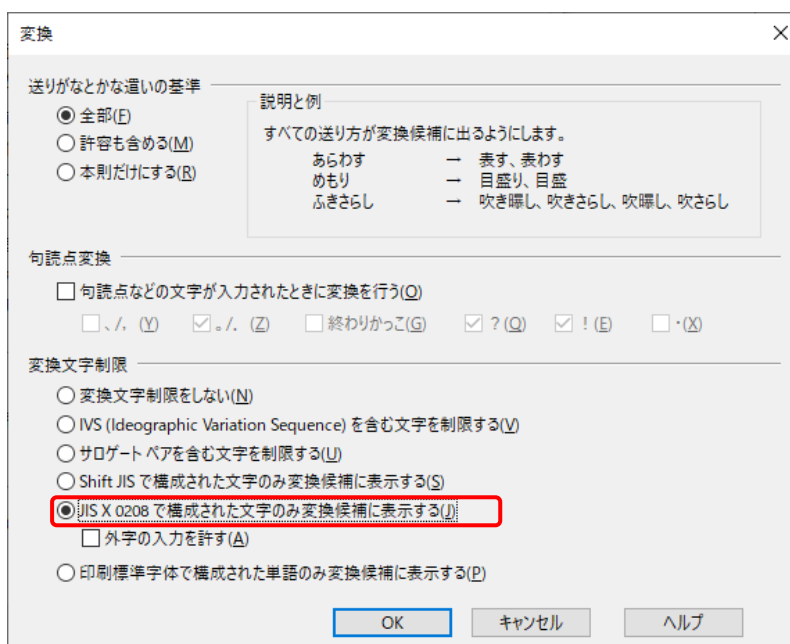 変換
送りがなとかな遣いの基準
全部(F)
許容も含める(M)
本則だけにする(R)
説明と例
すべての送り方が変換候補に出るようにします。
あらわす → 表す、表わす
めもり → 目盛り、目盛
ふきさらし → 吹き曝し、吹きさらし、吹曝し、吹さらし
句読点変換
句読点などの文字が入力されたときに変換を行う(O)
、/， (Y) 。/． (Z) 終わりかっこ(G) ？(Q) ！(E) ・(X)
変換文字制限
変換文字制限をしない(N)
IVS (Ideographic Variation Sequence) を含む文字を制限する(V)
サロゲート ペアを含む文字を制限する(U)
Shift JIS で構成された文字のみ変換候補に表示する(S)
JIS X 0208 で構成された文字のみ変換候補に表示する(J)
外字の入力を許す(A)
印刷標準字体で構成された単語のみ変換候補に表示する(P)
OK キャンセル ヘルプ